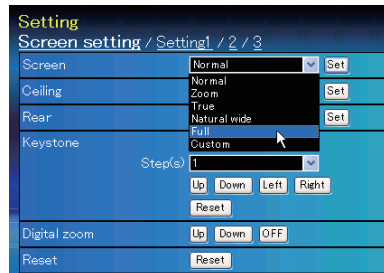 Setting
Screen setting / Setting1 / 2 / 3
Screen Normal Set
Normal
Zoom
Ceiling Set
True
Natural wide
Rear Set
Full
Custom
Keystone
Step(s) 1
Up Down Left Right
Reset
Digital zoom Up Down OFF
Reset Reset